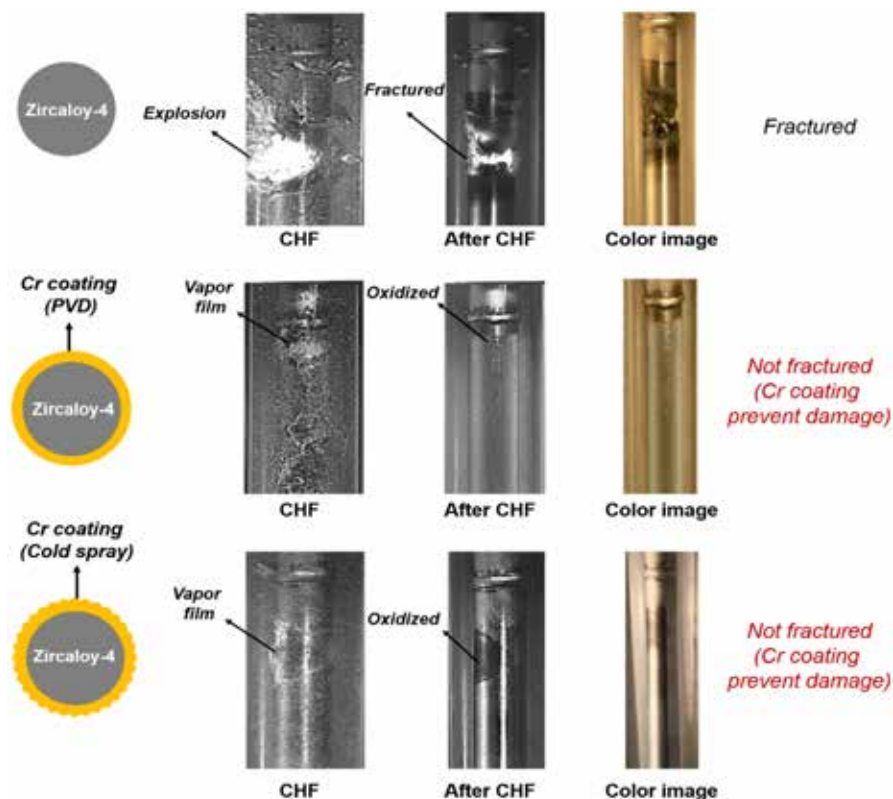 Zircaloy-4
Explosion
Fractured
Fractured
CHF
After CHF
Color image
Cr coating
(PVD)
Zircaloy-4
Vapor
film
Oxidized
Not fractured
(Cr coating
prevent damage)
CHF
After CHF
Color image
Cr coating
(Cold spray)
Zircaloy-4
Vapor
film
Oxidized
Not fractured
(Cr coating
prevent damage)
CHF
After CHF
Color image